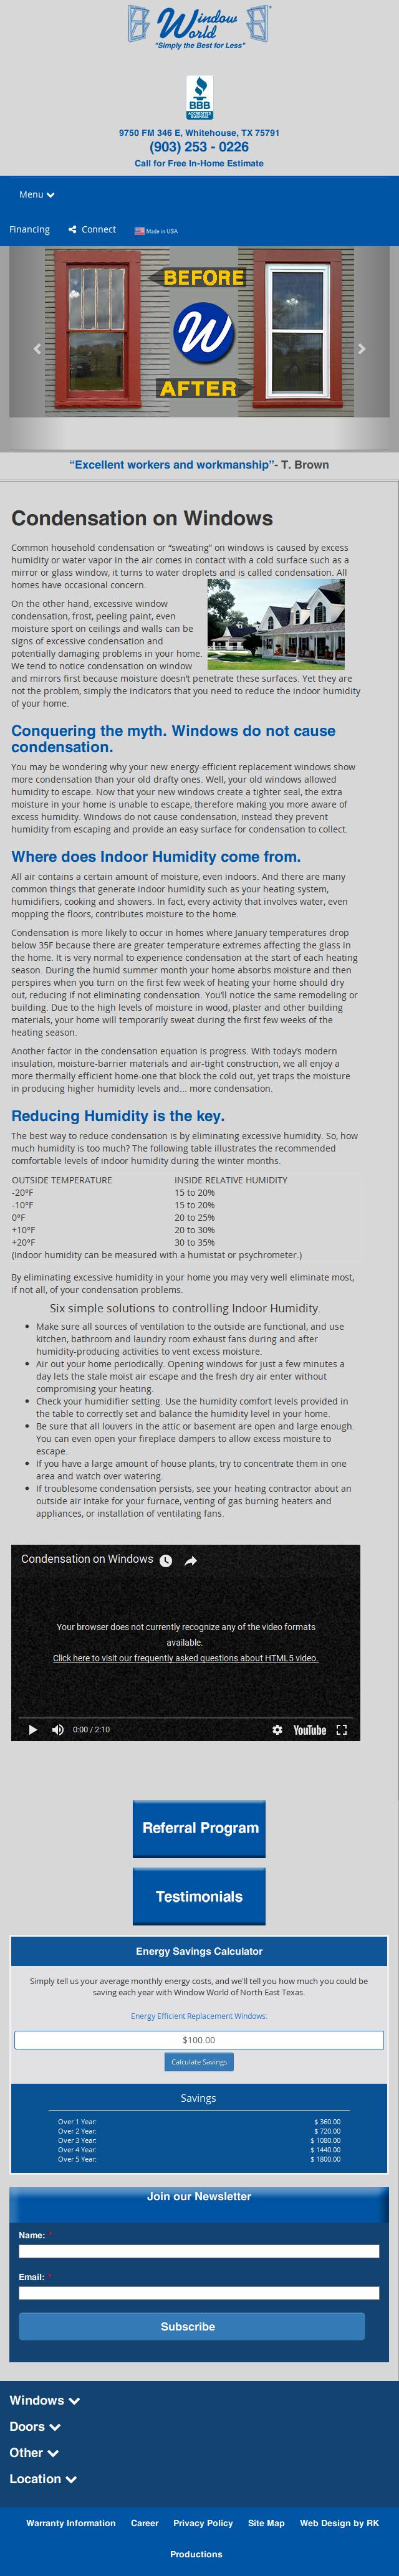 Window
World
"Simply the Best for Less"
BBB
ACCREDITED
BUSINESS
9750 FM 346 E, Whitehouse, TX 75791
(903) 253 - 0226
Call for Free In-Home Estimate
Menu
Financing Connect Made in USA
BEFORE
W
AFTER
“Excellent workers and workmanship”- T. Brown
Condensation on Windows
Common household condensation or “sweating” on windows is caused by excess
humidity or water vapor in the air comes in contact with a cold surface such as a
mirror or glass window, it turns to water droplets and is called condensation. All
homes have occasional concern.
On the other hand, excessive window
condensation, frost, peeling paint, even
moisture sport on ceilings and walls can be
signs of excessive condensation and
potentially damaging problems in your home.
We tend to notice condensation on window
and mirrors first because moisture doesn’t penetrate these surfaces. Yet they are
not the problem, simply the indicators that you need to reduce the indoor humidity
of your home.
Conquering the myth. Windows do not cause
condensation.
You may be wondering why your new energy-efficient replacement windows show
more condensation than your old drafty ones. Well, your old windows allowed
humidity to escape. Now that your new windows create a tighter seal, the extra
moisture in your home is unable to escape, therefore making you more aware of
excess humidity. Windows do not cause condensation, instead they prevent
humidity from escaping and provide an easy surface for condensation to collect.
Where does Indoor Humidity come from.
All air contains a certain amount of moisture, even indoors. And there are many
common things that generate indoor humidity such as your heating system,
humidifiers, cooking and showers. In fact, every activity that involves water, even
mopping the floors, contributes moisture to the home.
Condensation is more likely to occur in homes where January temperatures drop
below 35F because there are greater temperature extremes affecting the glass in
the home. It is very normal to experience condensation at the start of each heating
season. During the humid summer month your home absorbs moisture and then
perspires when you turn on the first few week of heating your home should dry
out, reducing if not eliminating condensation. You’ll notice the same remodeling or
building. Due to the high levels of moisture in wood, plaster and other building
materials, your home will temporarily sweat during the first few weeks of the
heating season.
Another factor in the condensation equation is progress. With today’s modern
insulation, moisture-barrier materials and air-tight construction, we all enjoy a
more thermally efficient home-one that block the cold out, yet traps the moisture
in producing higher humidity levels and… more condensation.
Reducing Humidity is the key.
The best way to reduce condensation is by eliminating excessive humidity. So, how
much humidity is too much? The following table illustrates the recommended
comfortable levels of indoor humidity during the winter months.
OUTSIDE TEMPERATURE INSIDE RELATIVE HUMIDITY
-20°F 15 to 20%
-10°F 15 to 20%
0°F 20 to 25%
+10°F 20 to 30%
+20°F 30 to 35%
(Indoor humidity can be measured with a humistat or psychrometer.)
By eliminating excessive humidity in your home you may very well eliminate most,
if not all, of your condensation problems.
Six simple solutions to controlling Indoor Humidity.
• Make sure all sources of ventilation to the outside are functional, and use
kitchen, bathroom and laundry room exhaust fans during and after
humidity-producing activities to vent excess moisture.
• Air out your home periodically. Opening windows for just a few minutes a
day lets the stale moist air escape and the fresh dry air enter without
compromising your heating.
• Check your humidifier setting. Use the humidity comfort levels provided in
the table to correctly set and balance the humidity level in your home.
• Be sure that all louvers in the attic or basement are open and large enough.
You can even open your fireplace dampers to allow excess moisture to
escape.
• If you have a large amount of house plants, try to concentrate them in one
area and watch over watering.
• If troublesome condensation persists, see your heating contractor about an
outside air intake for your furnace, venting of gas burning heaters and
appliances, or installation of ventilating fans.
Condensation on Windows
Your browser does not currently recognize any of the video formats
available.
Click here to visit our frequently asked questions about HTML5 video.
0:00 / 2:10 YouTube
Referral Program
Testimonials
Energy Savings Calculator
Simply tell us your average monthly energy costs, and we'll tell you how much you could be
saving each year with Window World of North East Texas.
Energy Efficient Replacement Windows:
$100.00
Calculate Savings
Savings
Over 1 Year: $ 360.00
Over 2 Year: $ 720.00
Over 3 Year: $ 1080.00
Over 4 Year: $ 1440.00
Over 5 Year: $ 1800.00
Join our Newsletter
Name: *
Email: *
Subscribe
Windows
Doors
Other
Location
Warranty Information Career Privacy Policy Site Map Web Design by RK
Productions